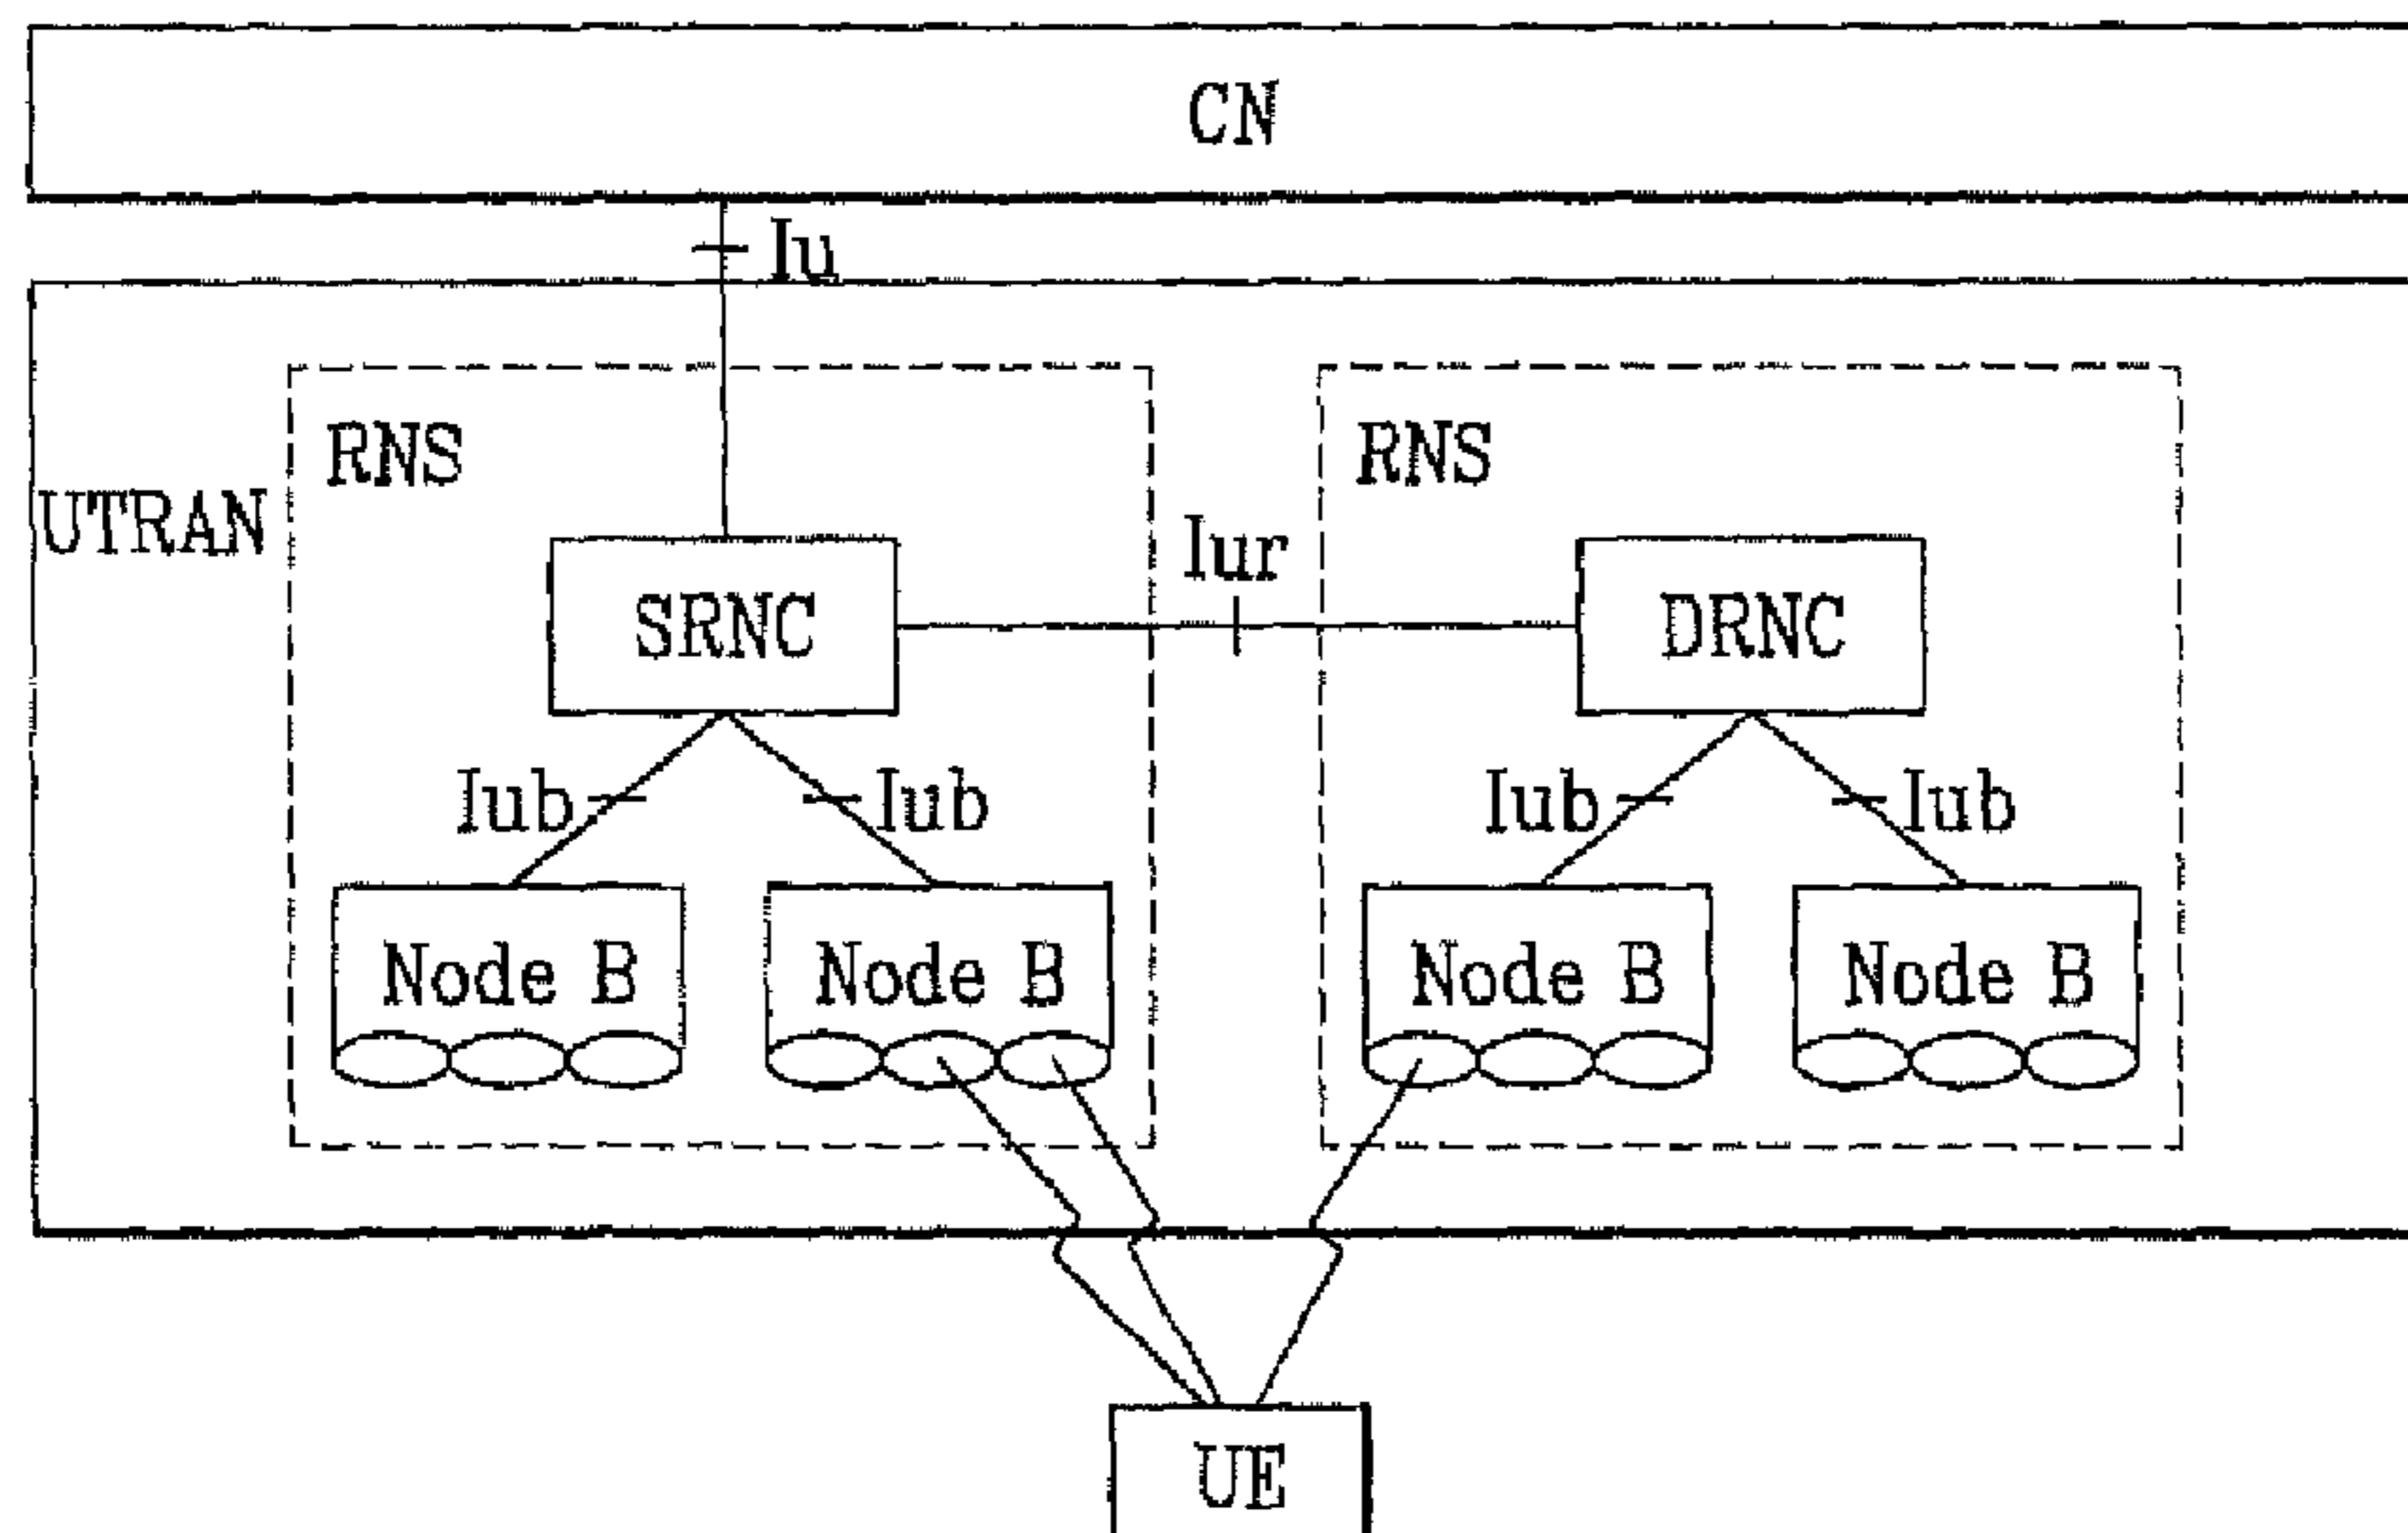 CN
Iu
RNS
RNS
UTRAN
Iur
SRNC
DRNC
Iub
Iub
Iub
Iub
Node B
Node B
Node B
Node B
UE